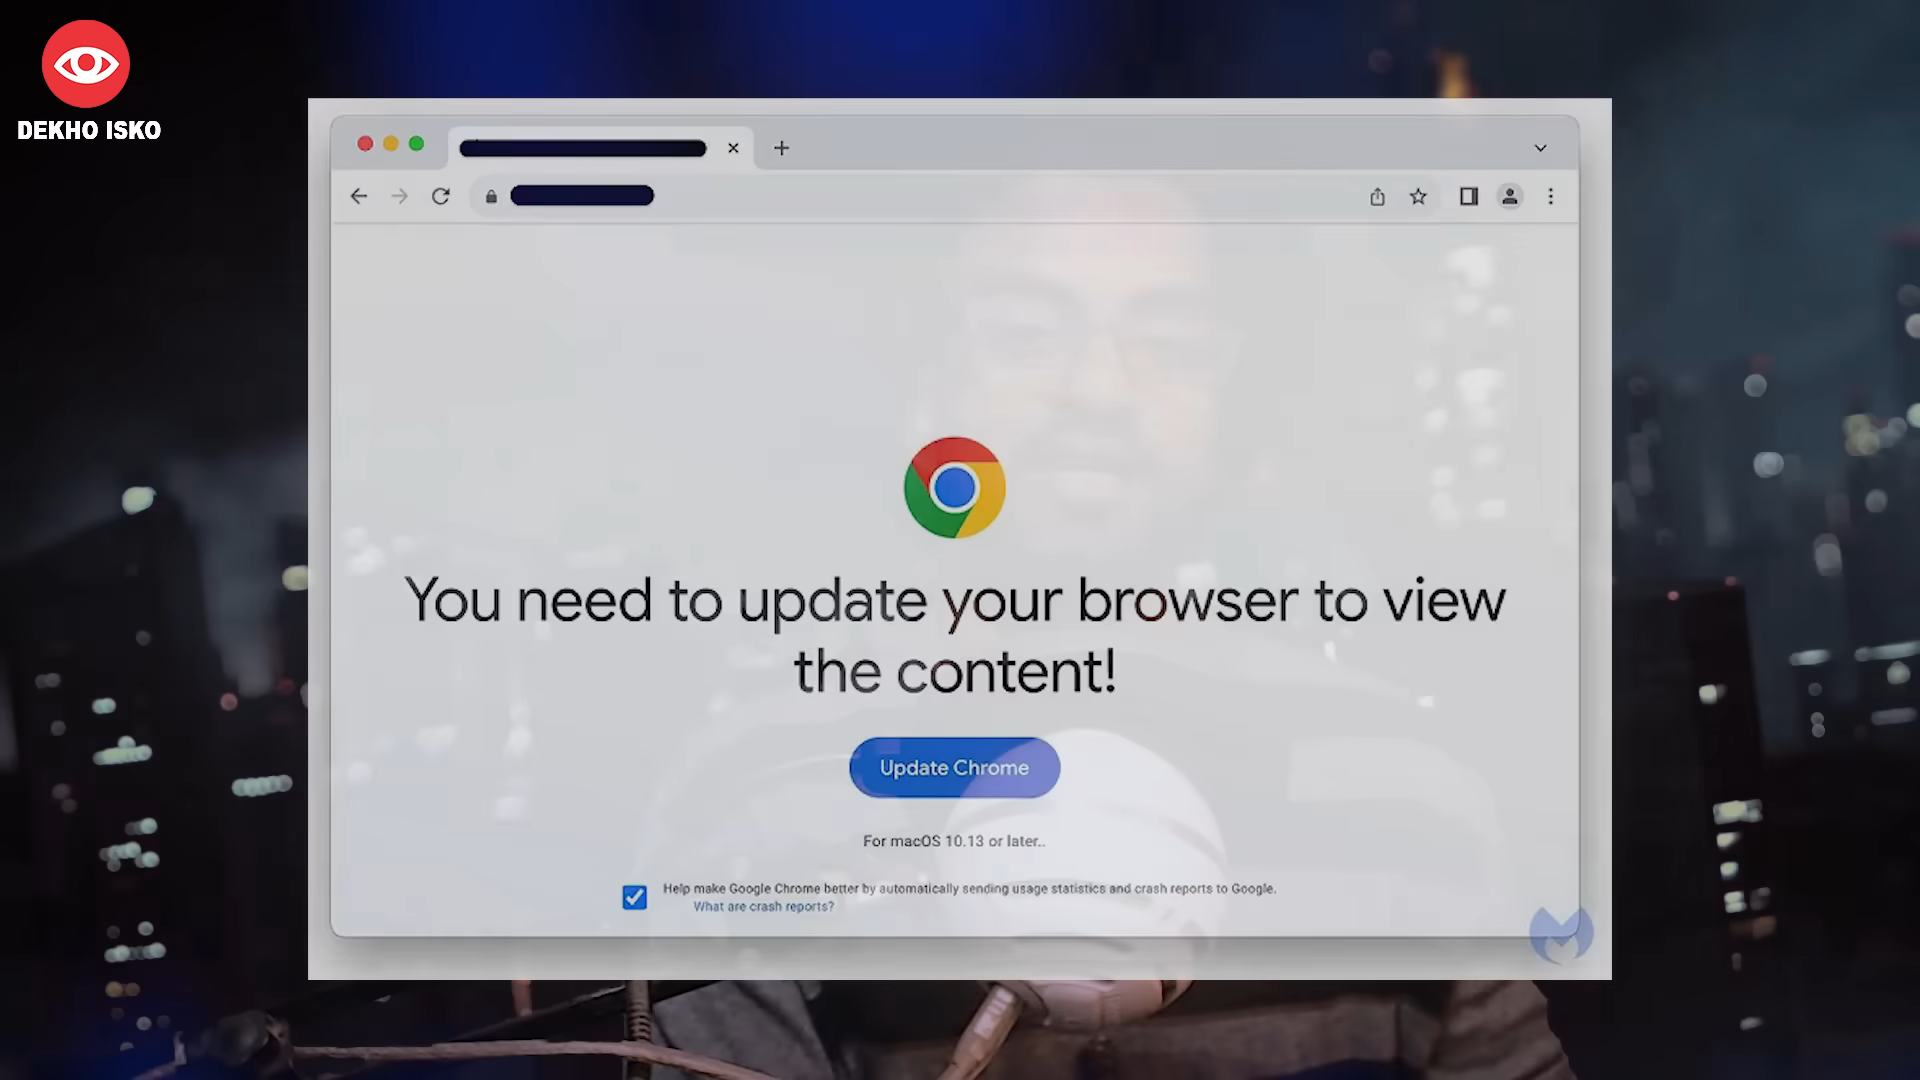 DEKHO ISKO
You need to update your browser to view
the content!
Update Chrome
For macOS 10.13 or later..
Help make Google Chrome better by automatically sending usage statistics and crash reports to Google.
What are crash reports?